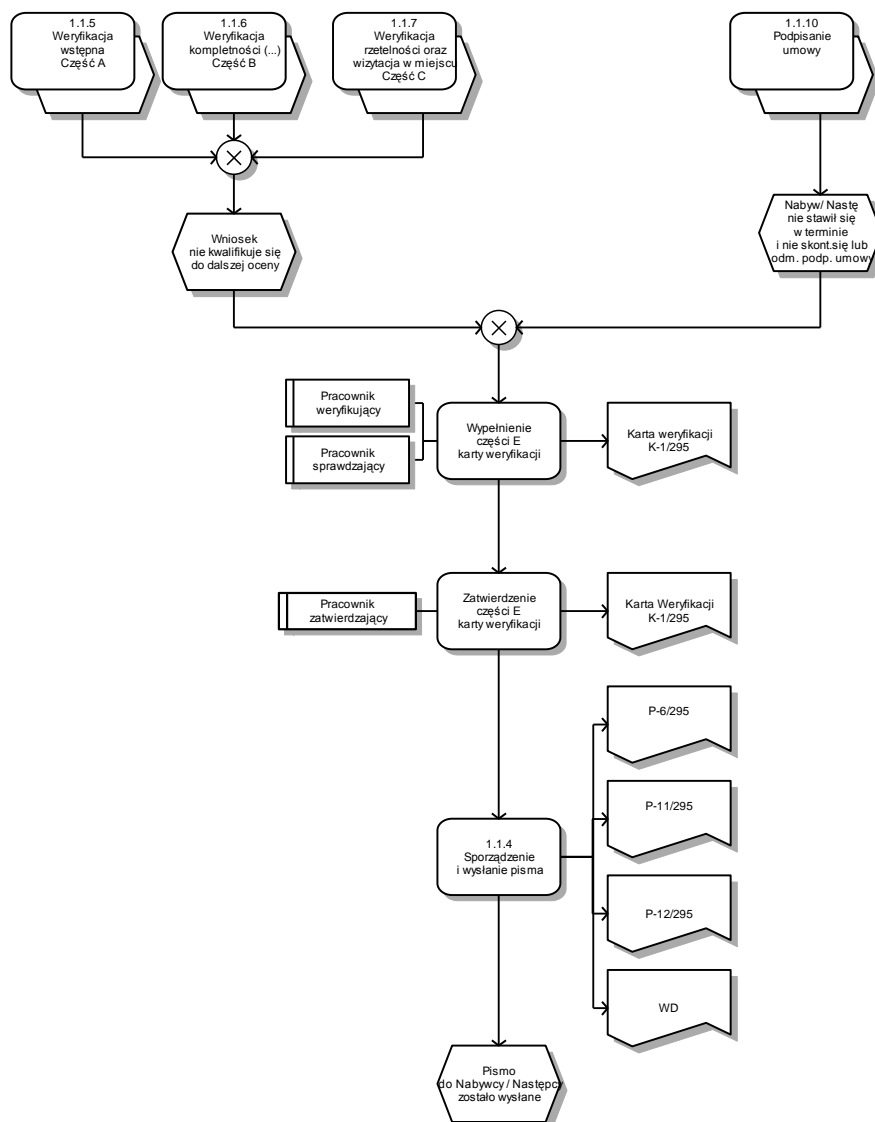 1.1.5
Weryfikacja
wstępna
Część A
1.1.6
Weryfikacja
kompletności (...)
Część B
1.1.7
Weryfikacja
rzetelności oraz
wizytacja w miejscu
Część C
1.1.10
Podpisanie
umowy
Wniosek
nie kwalifikuje się
do dalszej oceny
Nabyw/ Nastę
nie stawił się
w terminie
i nie skont.się lub
odm. podp. umowy
Pracownik
weryfikujący
Pracownik
sprawdzający
Wypełnienie
części E
karty weryfikacji
Karta weryfikacji
K-1/295
Pracownik
zatwierdzający
Zatwierdzenie
części E
karty weryfikacji
Karta Weryfikacji
K-1/295
P-6/295
P-11/295
1.1.4
Sporządzenie
i wysłanie pisma
P-12/295
WD
Pismo
do Nabywcy / Następcy
zostało wysłane